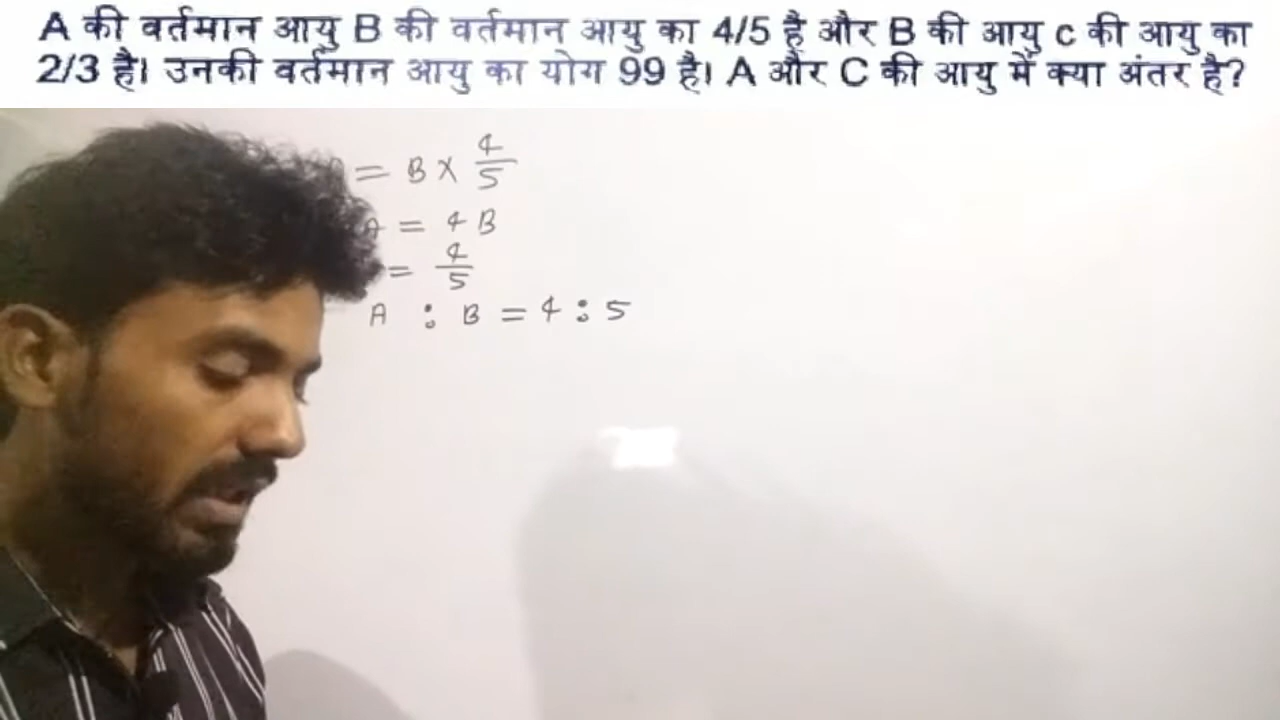 A की वर्तमान आयु B की वर्तमान आयु का 4/5 है और B की आयु c की आयु का
2/3 है। उनकी वर्तमान आयु का योग 99 है। A और C की आयु में क्या अंतर है?
= B × 4/5
A = 4 B
= 4/5
A : B = 4 : 5